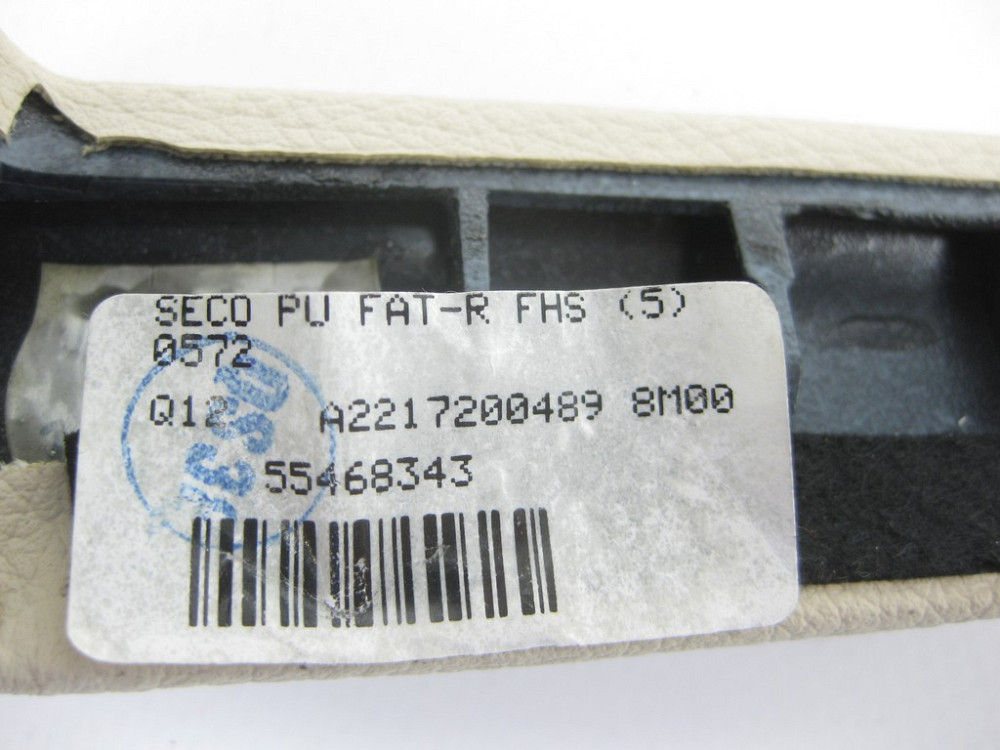 SECO PU FAT-R FHS (5)
0572
Q12 A2217200489 8M00
55468343